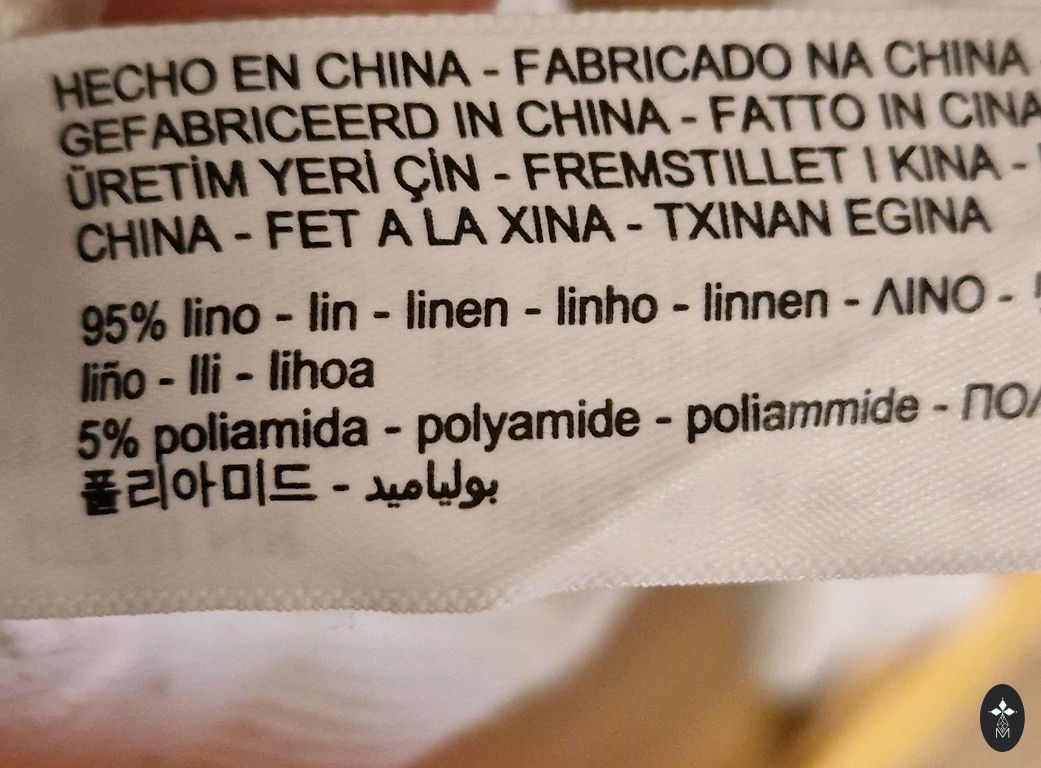 HECHO EN CHINA - FABRICADO NA CHINA
GEFABRICEERD IN CHINA - FATTO IN CINA
ÜRETİM YERİ ÇİN - FREMSTILLET I KINA -
CHINA - FET A LA XINA - TXINAN EGINA
95% lino - lin - linen - linho - linnen - ΛΙΝΟ -
liño - lli - lihoa
5% poliamida - polyamide - poliammide - ΠΟΛ
폴리아미드 - بولياميد
M